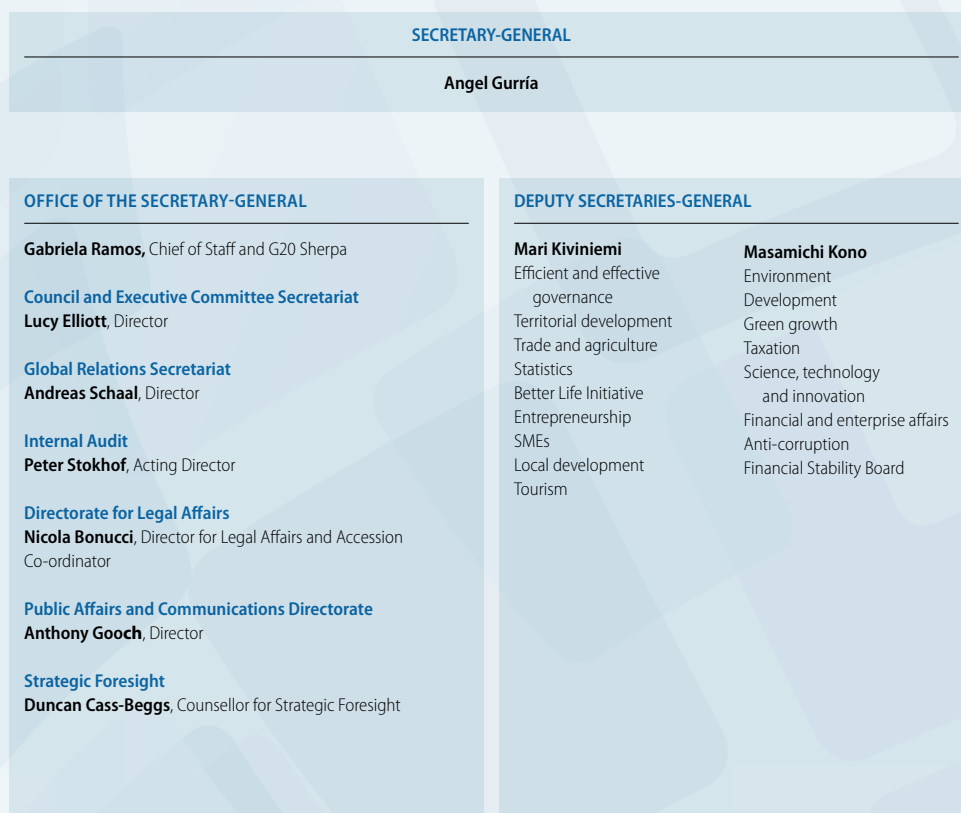 SECRETARY-GENERAL
Angel Gurría
OFFICE OF THE SECRETARY-GENERAL
Gabriela Ramos, Chief of Staff and G20 Sherpa
Council and Executive Committee Secretariat
Lucy Elliott, Director
Global Relations Secretariat
Andreas Schaal, Director
Internal Audit
Peter Stokhof, Acting Director
Directorate for Legal Affairs
Nicola Bonucci, Director for Legal Affairs and Accession
Co-ordinator
Public Affairs and Communications Directorate
Anthony Gooch, Director
Strategic Foresight
Duncan Cass-Beggs, Counsellor for Strategic Foresight
DEPUTY SECRETARIES-GENERAL
Mari Kiviniemi
Efficient and effective
governance
Territorial development
Trade and agriculture
Statistics
Better Life Initiative
Entrepreneurship
SMEs
Local development
Tourism
Masamichi Kono
Environment
Development
Green growth
Taxation
Science, technology
and innovation
Financial and enterprise affairs
Anti-corruption
Financial Stability Board